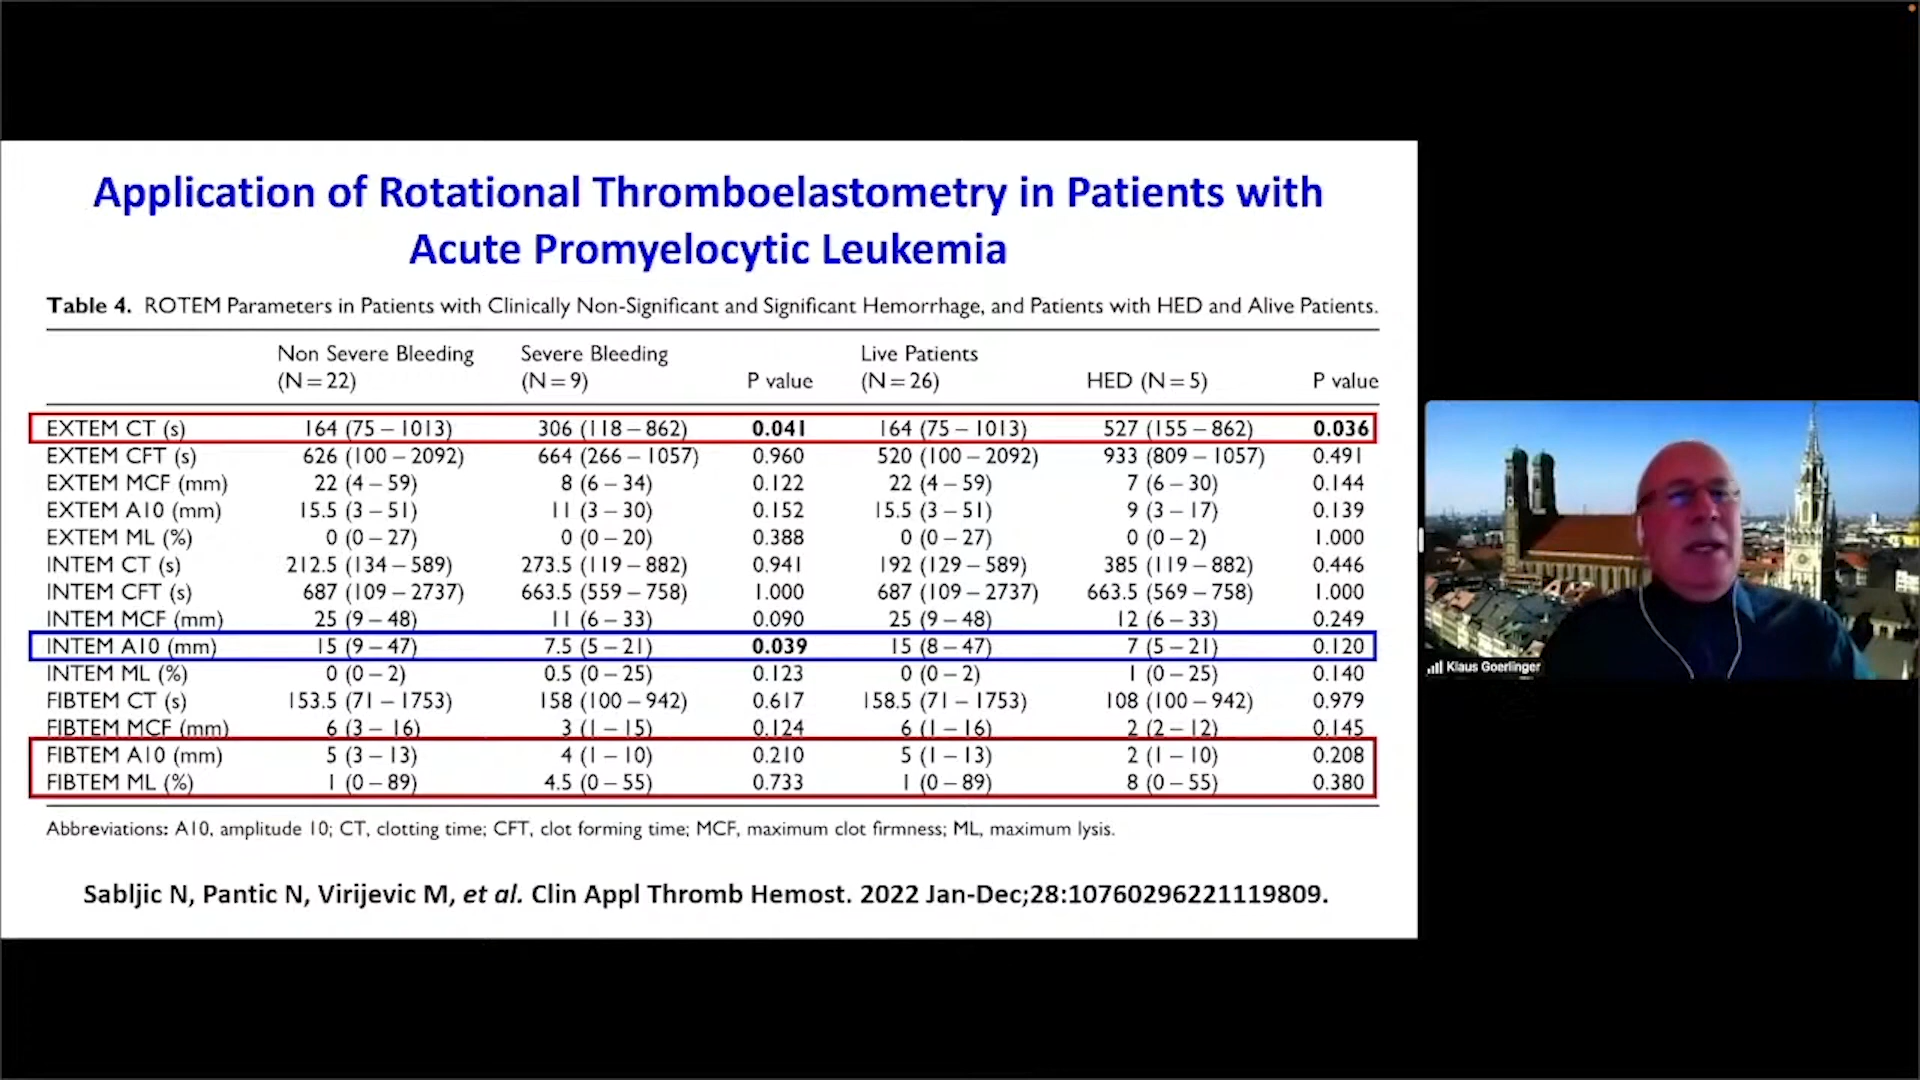 Application of Rotational Thromboelastometry in Patients with
Acute Promyelocytic Leukemia
Table 4. ROTEM Parameters in Patients with Clinically Non-Significant and Significant Hemorrhage, and Patients with HED and Alive Patients.
Non Severe Bleeding (N = 22) Severe Bleeding (N = 9) P value Live Patients (N = 26) HED (N = 5) P value
EXTEM CT (s) 164 (75 – 1013) 306 (118 – 862) 0.041 164 (75 – 1013) 527 (155 – 862) 0.036
EXTEM CFT (s) 626 (100 – 2092) 664 (266 – 1057) 0.960 520 (100 – 2092) 933 (809 – 1057) 0.491
EXTEM MCF (mm) 22 (4 – 59) 8 (6 – 34) 0.122 22 (4 – 59) 7 (6 – 30) 0.144
EXTEM A10 (mm) 15.5 (3 – 51) 11 (3 – 30) 0.152 15.5 (3 – 51) 9 (3 – 17) 0.139
EXTEM ML (%) 0 (0 – 27) 0 (0 – 20) 0.388 0 (0 – 27) 0 (0 – 2) 1.000
INTEM CT (s) 212.5 (134 – 589) 273.5 (119 – 882) 0.941 192 (129 – 589) 385 (119 – 882) 0.446
INTEM CFT (s) 687 (109 – 2737) 663.5 (559 – 758) 1.000 687 (109 – 2737) 663.5 (569 – 758) 1.000
INTEM MCF (mm) 25 (9 – 48) 11 (6 – 33) 0.090 25 (9 – 48) 12 (6 – 33) 0.249
INTEM A10 (mm) 15 (9 – 47) 7.5 (5 – 21) 0.039 15 (8 – 47) 7 (5 – 21) 0.120
INTEM ML (%) 0 (0 – 2) 0.5 (0 – 25) 0.123 0 (0 – 2) 1 (0 – 25) 0.140
FIBTEM CT (s) 153.5 (71 – 1753) 158 (100 – 942) 0.617 158.5 (71 – 1753) 108 (100 – 942) 0.979
FIBTEM MCF (mm) 6 (3 – 16) 3 (1 – 15) 0.124 6 (1 – 16) 2 (2 – 12) 0.145
FIBTEM A10 (mm) 5 (3 – 13) 4 (1 – 10) 0.210 5 (1 – 13) 2 (1 – 10) 0.208
FIBTEM ML (%) 1 (0 – 89) 4.5 (0 – 55) 0.733 1 (0 – 89) 8 (0 – 55) 0.380
Abbreviations: A10, amplitude 10; CT, clotting time; CFT, clot forming time; MCF, maximum clot firmness; ML, maximum lysis.
Sabljic N, Pantic N, Virijevic M, et al. Clin Appl Thromb Hemost. 2022 Jan-Dec;28:10760296221119809.
Klaus Goerlinger